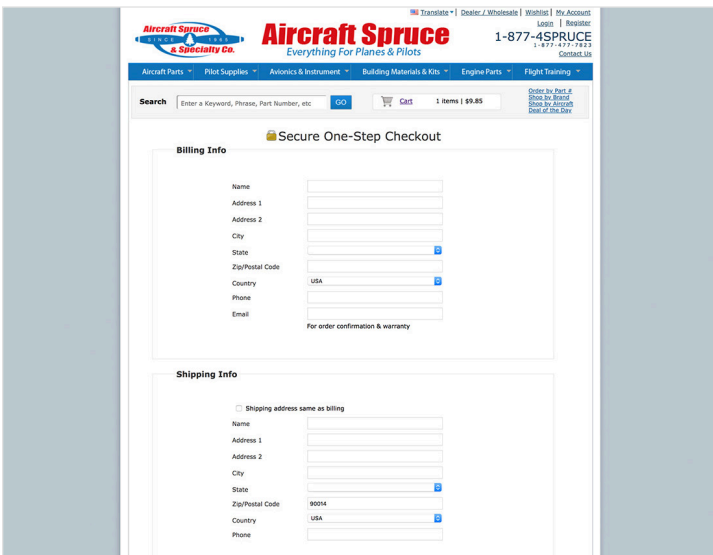 Translate | Dealer / Wholesale | Wishlist | My Account
Login | Register
Aircraft Spruce
SINCE 1965
& Specialty Co.
Aircraft Spruce
Everything For Planes & Pilots
1-877-4SPRUCE
1-877-477-7823
Contact Us
Aircraft Parts Pilot Supplies Avionics & Instrument Building Materials & Kits Engine Parts Flight Training
Search Enter a Keyword, Phrase, Part Number, etc GO Cart 1 items | $9.85
Order by Part #
Shop by Brand
Shop by Aircraft
Deal of the Day
Secure One-Step Checkout
Billing Info
Name
Address 1
Address 2
City
State
Zip/Postal Code
Country USA
Phone
Email
For order confirmation & warranty
Shipping Info
Shipping address same as billing
Name
Address 1
Address 2
City
State
Zip/Postal Code 90014
Country USA
Phone